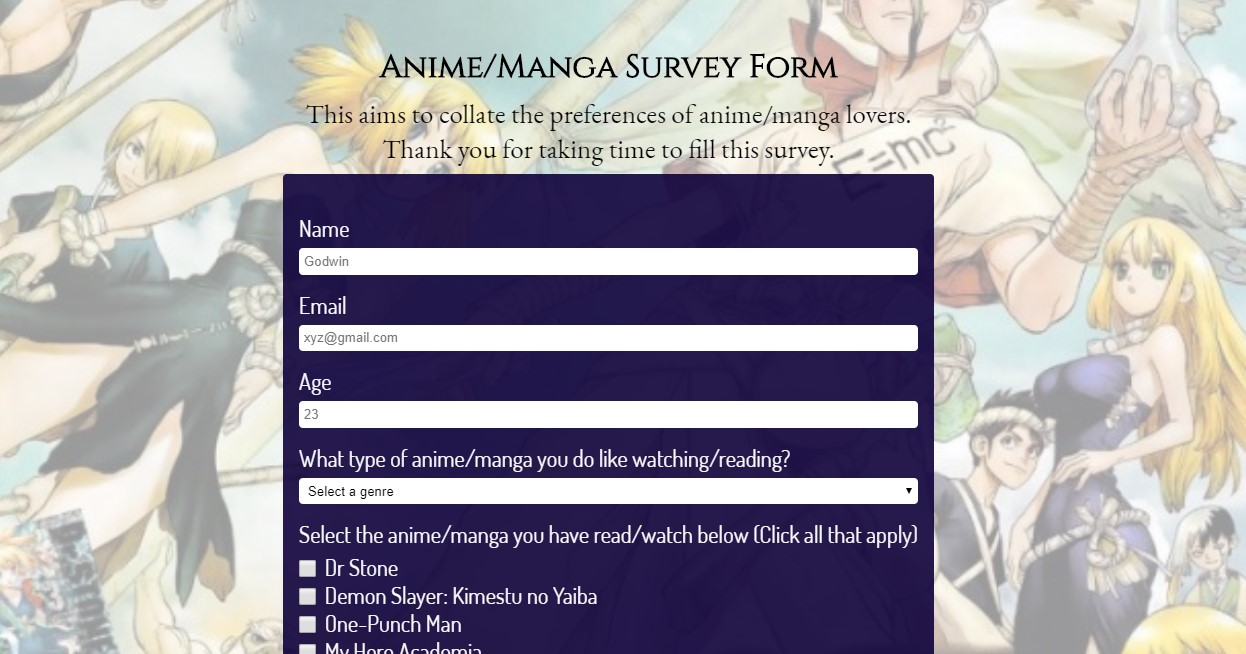 Anime/Manga Survey Form
This aims to collate the preferences of anime/manga lovers.
Thank you for taking time to fill this survey.
E=mc²
Name
Godwin
Email
xyz@gmail.com
Age
23
What type of anime/manga you do like watching/reading?
Select a genre
Select the anime/manga you have read/watch below (Click all that apply)
Dr Stone
Demon Slayer: Kimestu no Yaiba
One-Punch Man
My Hero Academia